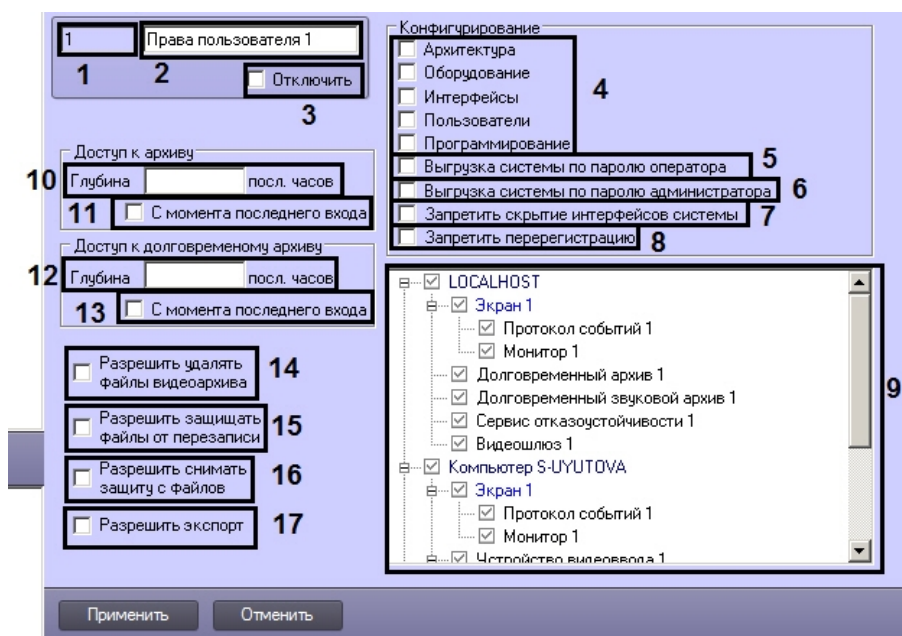 1
Права пользователя 1
1
2
Отключить
3
Конфигурирование
Архитектура
Оборудование
Интерфейсы
Пользователи
Программирование
4
Выгрузка системы по паролю оператора
5
Выгрузка системы по паролю администратора
6
Запретить скрытие интерфейсов системы
7
Запретить перерегистрацию
8
Доступ к архиву
10
Глубина
посл. часов
11
С момента последнего входа
Доступ к долговременому архиву
12
Глубина
посл. часов
13
С момента последнего входа
Разрешить удалять
файлы видеоархива
14
Разрешить защищать
файлы от перезаписи
15
Разрешить снимать
защиту с файлов
16
Разрешить экспорт
17
LOCALHOST
Экран 1
Протокол событий 1
Монитор 1
Долговременный архив 1
Долговременный звуковой архив 1
Сервис отказоустойчивости 1
Видеошлюз 1
Компьютер S-UYUTOVA
Экран 1
Протокол событий 1
Монитор 1
Устройство видеоввода 1
9
Применить
Отменить